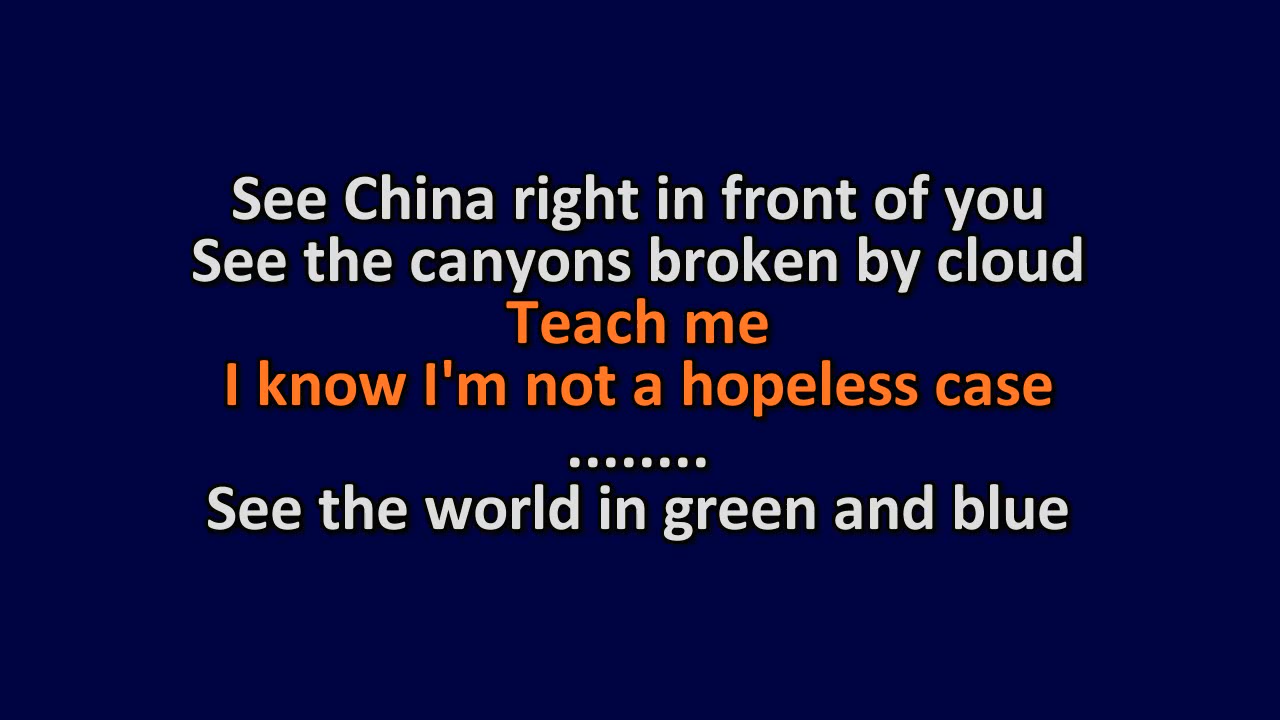 See China right in front of you
See the canyons broken by cloud
Teach me
I know I'm not a hopeless case
........
See the world in green and blue